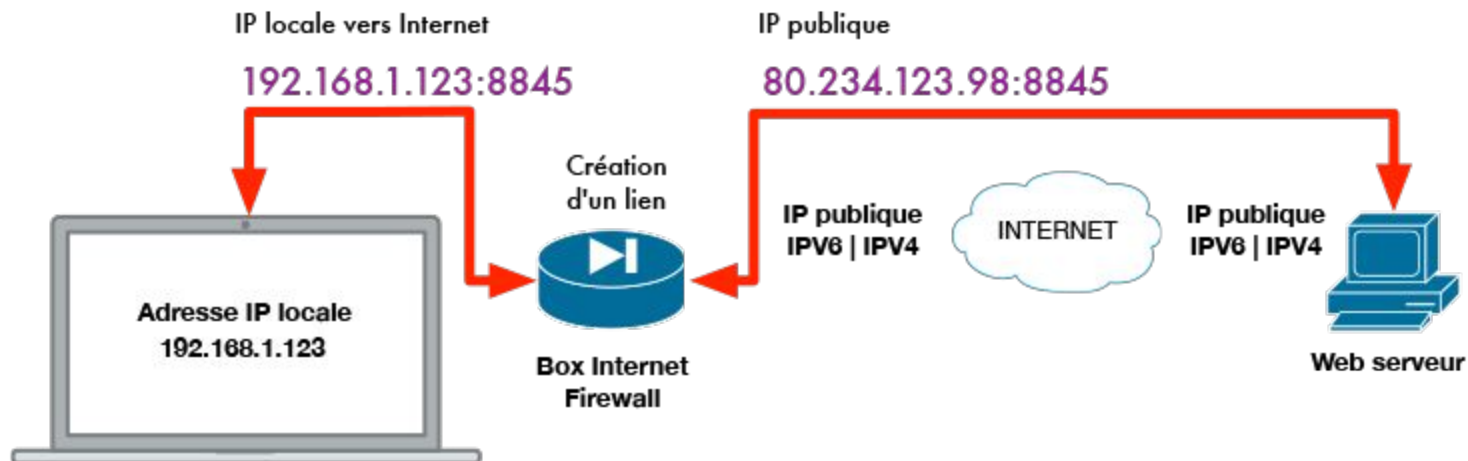 IP locale vers Internet
192.168.1.123:8845
IP publique
80.234.123.98:8845
Création
d'un lien
Adresse IP locale
192.168.1.123
Box Internet
Firewall
IP publique
IPV6 | IPV4
INTERNET
IP publique
IPV6 | IPV4
Web serveur